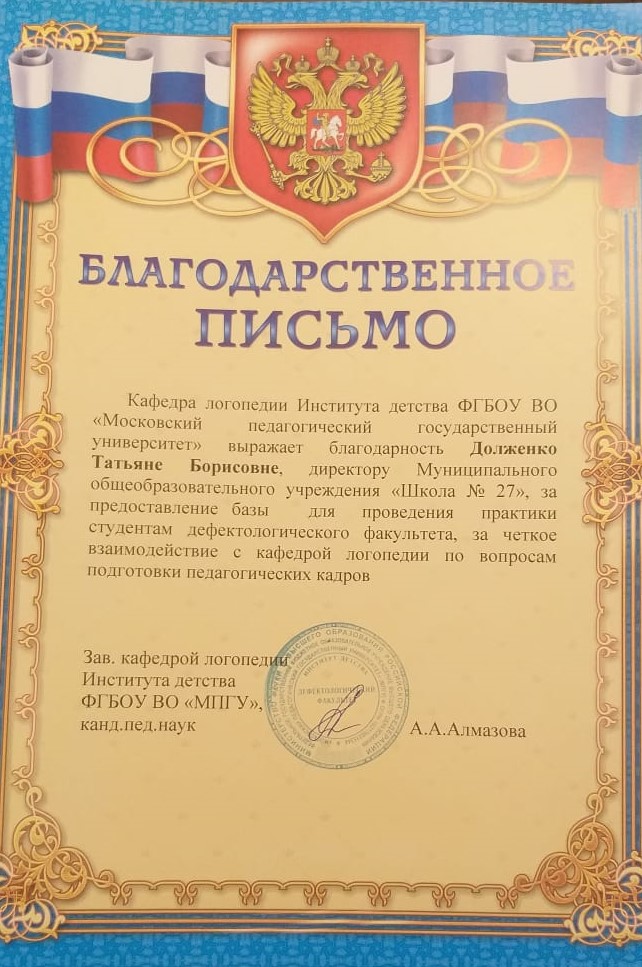 БЛАГОДАРСТВЕННОЕ
ПИСЬМО
Кафедра логопедии Института детства ФГБОУ ВО
«Московский педагогический государственный
университет» выражает благодарность Долженко
Татьяне Борисовне, директору Муниципального
общеобразовательного учреждения «Школа № 27», за
предоставление базы для проведения практики
студентам дефектологического факультета, за четкое
взаимодействие с кафедрой логопедии по вопросам
подготовки педагогических кадров
Зав. кафедрой логопедии
Института детства
ФГБОУ ВО «МПГУ»,
канд.пед.наук
А.А.Алмазова
ДЕФЕКТОЛОГИЧЕСКИЙ
ФАКУЛЬТЕТ